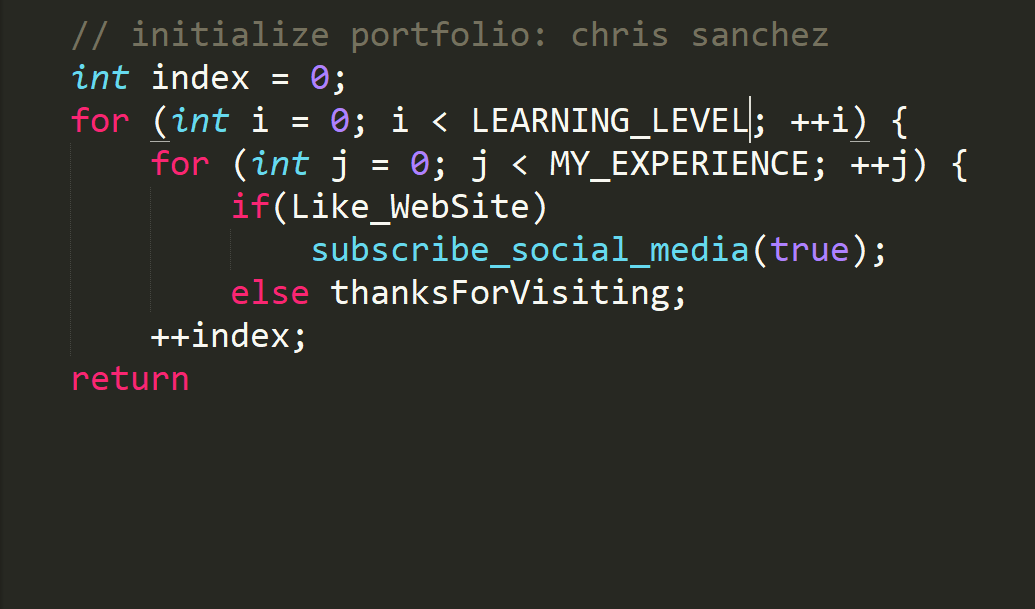 // initialize portfolio: chris sanchez
int index = 0;
for (int i = 0; i < LEARNING_LEVEL; ++i) {
    for (int j = 0; j < MY_EXPERIENCE; ++j) {
        if(Like_WebSite)
            subscribe_social_media(true);
        else thanksForVisiting;
    ++index;
return